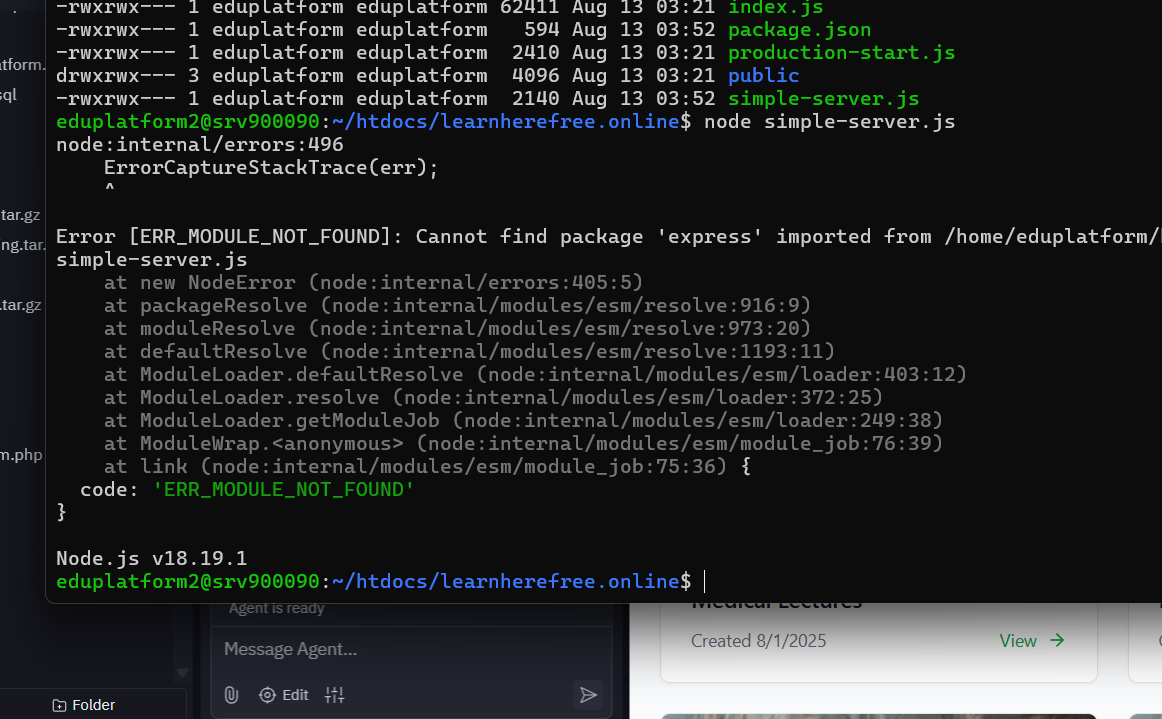 -rwxrwx--- 1 eduplatform eduplatform 62411 Aug 13 03:21 index.js
-rwxrwx--- 1 eduplatform eduplatform   594 Aug 13 03:52 package.json
-rwxrwx--- 1 eduplatform eduplatform  2410 Aug 13 03:21 production-start.js
drwxrwx--- 3 eduplatform eduplatform  4096 Aug 13 03:21 public
-rwxrwx--- 1 eduplatform eduplatform  2140 Aug 13 03:52 simple-server.js
eduplatform2@srv900090:~/htdocs/learnherefree.online$ node simple-server.js
node:internal/errors:496
    ErrorCaptureStackTrace(err);
    ^
Error [ERR_MODULE_NOT_FOUND]: Cannot find package 'express' imported from /home/eduplatform/
simple-server.js
    at new NodeError (node:internal/errors:405:5)
    at packageResolve (node:internal/modules/esm/resolve:916:9)
    at moduleResolve (node:internal/modules/esm/resolve:973:20)
    at defaultResolve (node:internal/modules/esm/resolve:1193:11)
    at ModuleLoader.defaultResolve (node:internal/modules/esm/loader:403:12)
    at ModuleLoader.resolve (node:internal/modules/esm/loader:372:25)
    at ModuleLoader.getModuleJob (node:internal/modules/esm/loader:249:38)
    at ModuleWrap.<anonymous> (node:internal/modules/esm/module_job:76:39)
    at link (node:internal/modules/esm/module_job:75:36) {
  code: 'ERR_MODULE_NOT_FOUND'
}
Node.js v18.19.1
eduplatform2@srv900090:~/htdocs/learnherefree.online$
atform.
sql
tar.gz
ng.tar.
.tar.gz
m.php
Folder
Agent is ready
Message Agent...
Edit
Medical Lectures
Created 8/1/2025
View